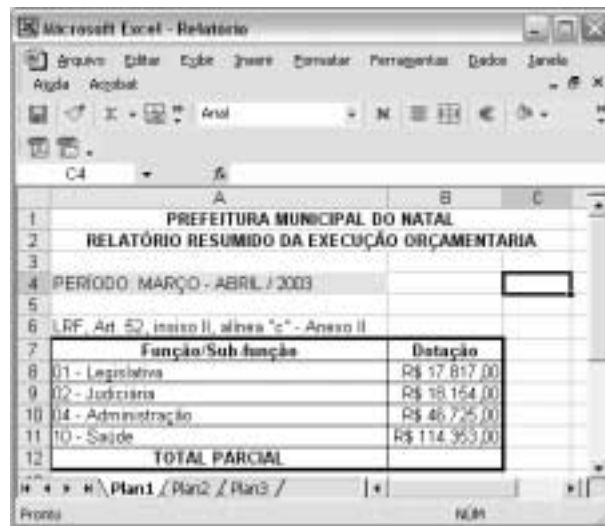 Microsoft Excel - Relatório
Arquivo Editar Exibir Inserir Formatar Ferramentas Dados Janela
Ajuda Acrobat
Arial N €
C4 fx
A B C
1 PREFEITURA MUNICIPAL DO NATAL
2 RELATÓRIO RESUMIDO DA EXECUÇÃO ORÇAMENTARIA
3
4 PERÍODO MARÇO - ABRIL / 2003
5
6 LRF, Art. 52, insiso II, alínea "c" - Anexo II
7 Função/Sub-função Dotação
8 01 - Legislativa R$ 17.817,00
9 02 - Judiciária R$ 18.154,00
10 04 - Administração R$ 46.725,00
11 10 - Saúde R$ 114.353,00
12 TOTAL PARCIAL
Plan1 / Plan2 / Plan3 /
Pronto NÚM